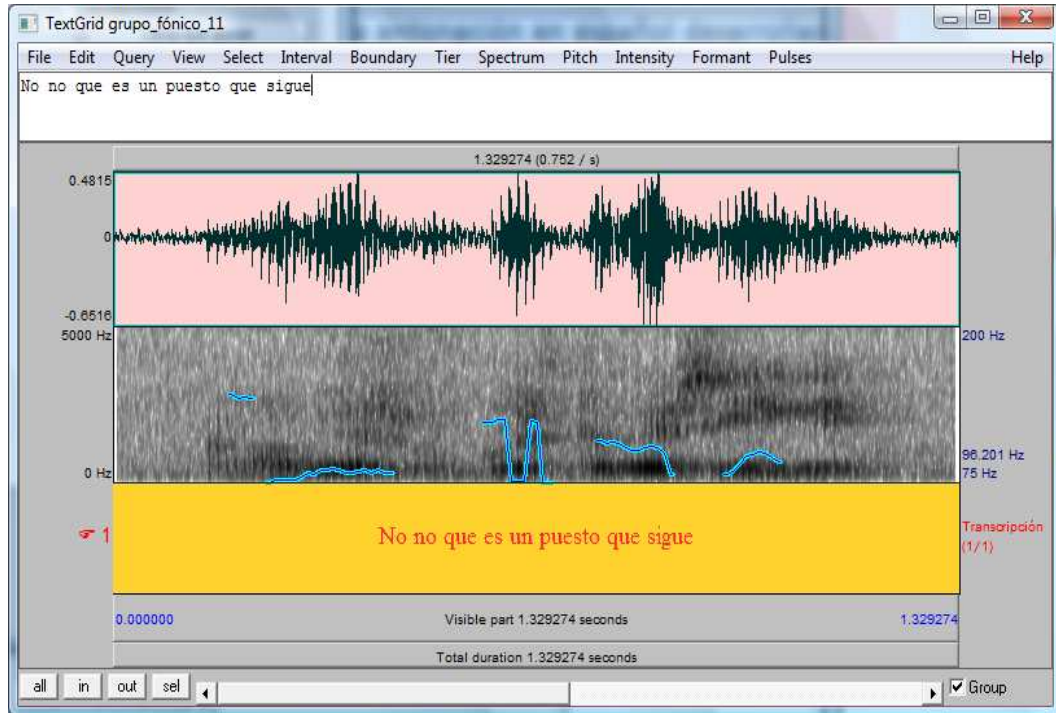 TextGrid grupo_fónico_11
File Edit Query View Select Interval Boundary Tier Spectrum Pitch Intensity Formant Pulses Help
No no que es un puesto que sigue
1.329274 (0.752 / s)
0.4815
0
-0.6516
5000 Hz
200 Hz
96.201 Hz
0 Hz
75 Hz
1
No no que es un puesto que sigue
Transcripción
(1/1)
0.000000
Visible part 1.329274 seconds
1.329274
Total duration 1.329274 seconds
all in out sel
Group